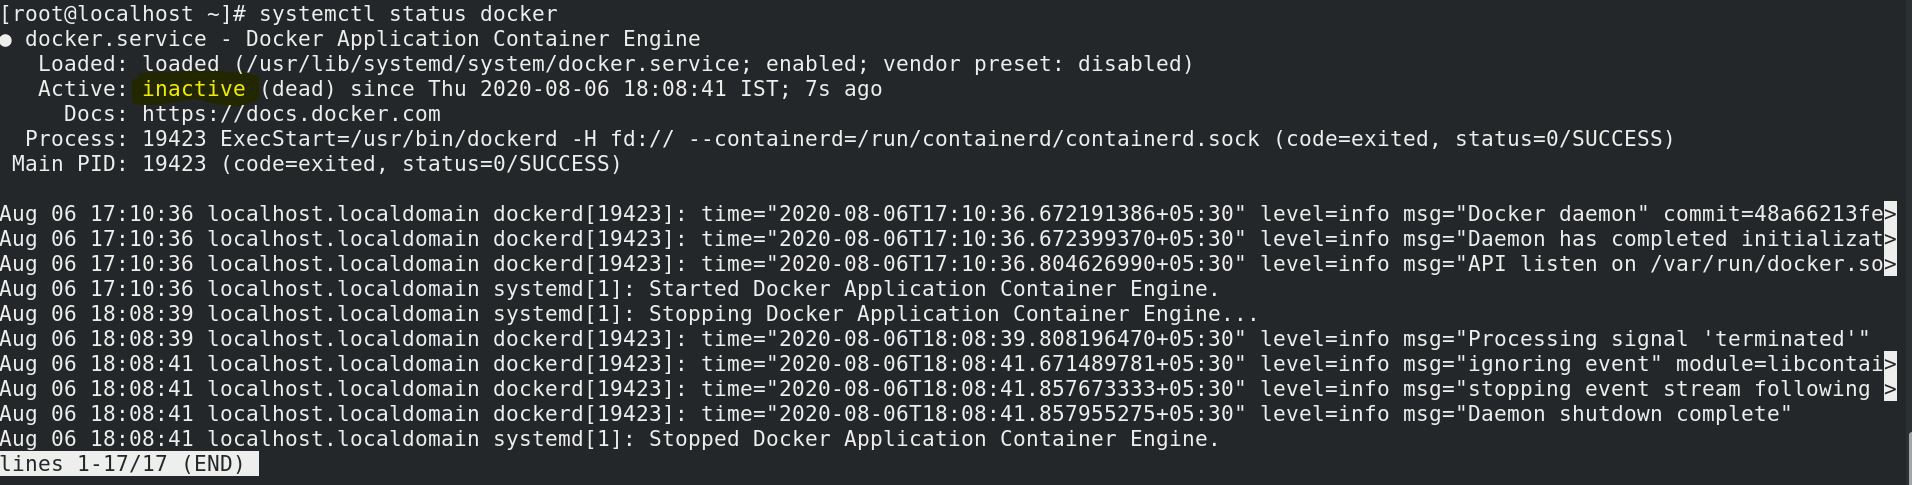 [root@localhost ~]# systemctl status docker
● docker.service - Docker Application Container Engine
   Loaded: loaded (/usr/lib/systemd/system/docker.service; enabled; vendor preset: disabled)
   Active: inactive (dead) since Thu 2020-08-06 18:08:41 IST; 7s ago
     Docs: https://docs.docker.com
  Process: 19423 ExecStart=/usr/bin/dockerd -H fd:// --containerd=/run/containerd/containerd.sock (code=exited, status=0/SUCCESS)
 Main PID: 19423 (code=exited, status=0/SUCCESS)

Aug 06 17:10:36 localhost.localdomain dockerd[19423]: time="2020-08-06T17:10:36.672191386+05:30" level=info msg="Docker daemon" commit=48a66213fe>
Aug 06 17:10:36 localhost.localdomain dockerd[19423]: time="2020-08-06T17:10:36.672399370+05:30" level=info msg="Daemon has completed initializat>
Aug 06 17:10:36 localhost.localdomain dockerd[19423]: time="2020-08-06T17:10:36.804626990+05:30" level=info msg="API listen on /var/run/docker.so>
Aug 06 17:10:36 localhost.localdomain systemd[1]: Started Docker Application Container Engine.
Aug 06 18:08:39 localhost.localdomain systemd[1]: Stopping Docker Application Container Engine...
Aug 06 18:08:39 localhost.localdomain dockerd[19423]: time="2020-08-06T18:08:39.808196470+05:30" level=info msg="Processing signal 'terminated'"
Aug 06 18:08:41 localhost.localdomain dockerd[19423]: time="2020-08-06T18:08:41.671489781+05:30" level=info msg="ignoring event" module=libcontai>
Aug 06 18:08:41 localhost.localdomain dockerd[19423]: time="2020-08-06T18:08:41.857673333+05:30" level=info msg="stopping event stream following >
Aug 06 18:08:41 localhost.localdomain dockerd[19423]: time="2020-08-06T18:08:41.857955275+05:30" level=info msg="Daemon shutdown complete"
Aug 06 18:08:41 localhost.localdomain systemd[1]: Stopped Docker Application Container Engine.
lines 1-17/17 (END)